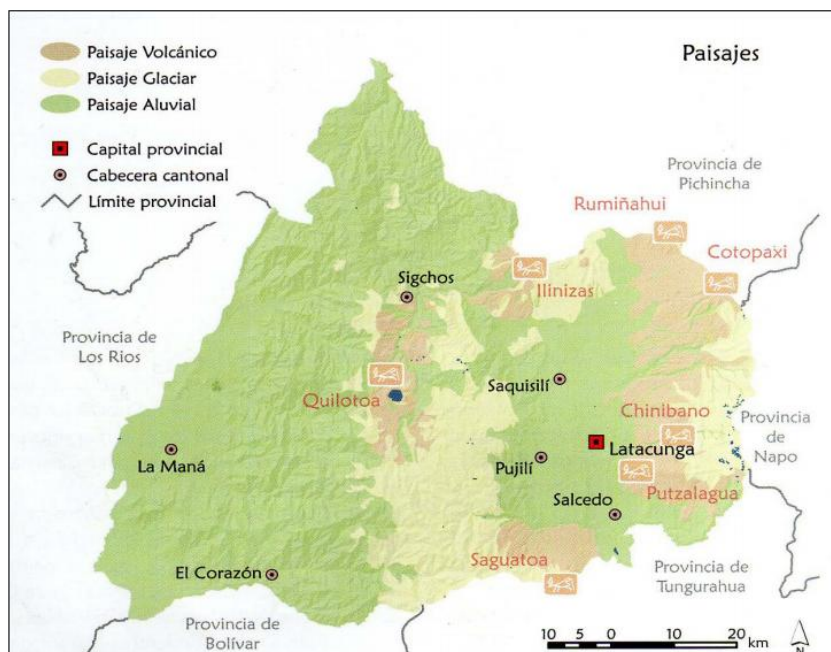 Paisajes
Paisaje Volcánico
Paisaje Glaciar
Paisaje Aluvial
Capital provincial
Cabecera cantonal
Límite provincial
Provincia de
Pichincha
Rumiñahui
Cotopaxi
Ilinizas
Sigchos
Provincia de
Los Rios
Quilotoa
Saquisilí
Chinibano
Provincia
de
Napo
La Maná
Pujilí
Latacunga
Putzalagua
Salcedo
Saguatoa
El Corazón
Provincia de
Tungurahua
Provincia de
Bolívar
10 5 0 10 20
km
N